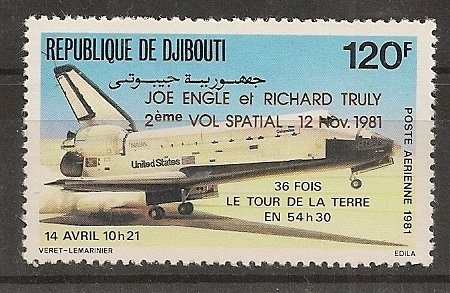 REPUBLIQUE DE DJIBOUTI
120F
جمهورية جيبوتي
JOE ENGLE et RICHARD TRULY
2ème VOL SPATIAL - 12 Nov. 1981
POSTE AERIENNE 1981
NASA
United States
36 FOIS
LE TOUR DE LA TERRE
EN 54h30
14 AVRIL 10h21
VERET-LEMARINIER
EDILA